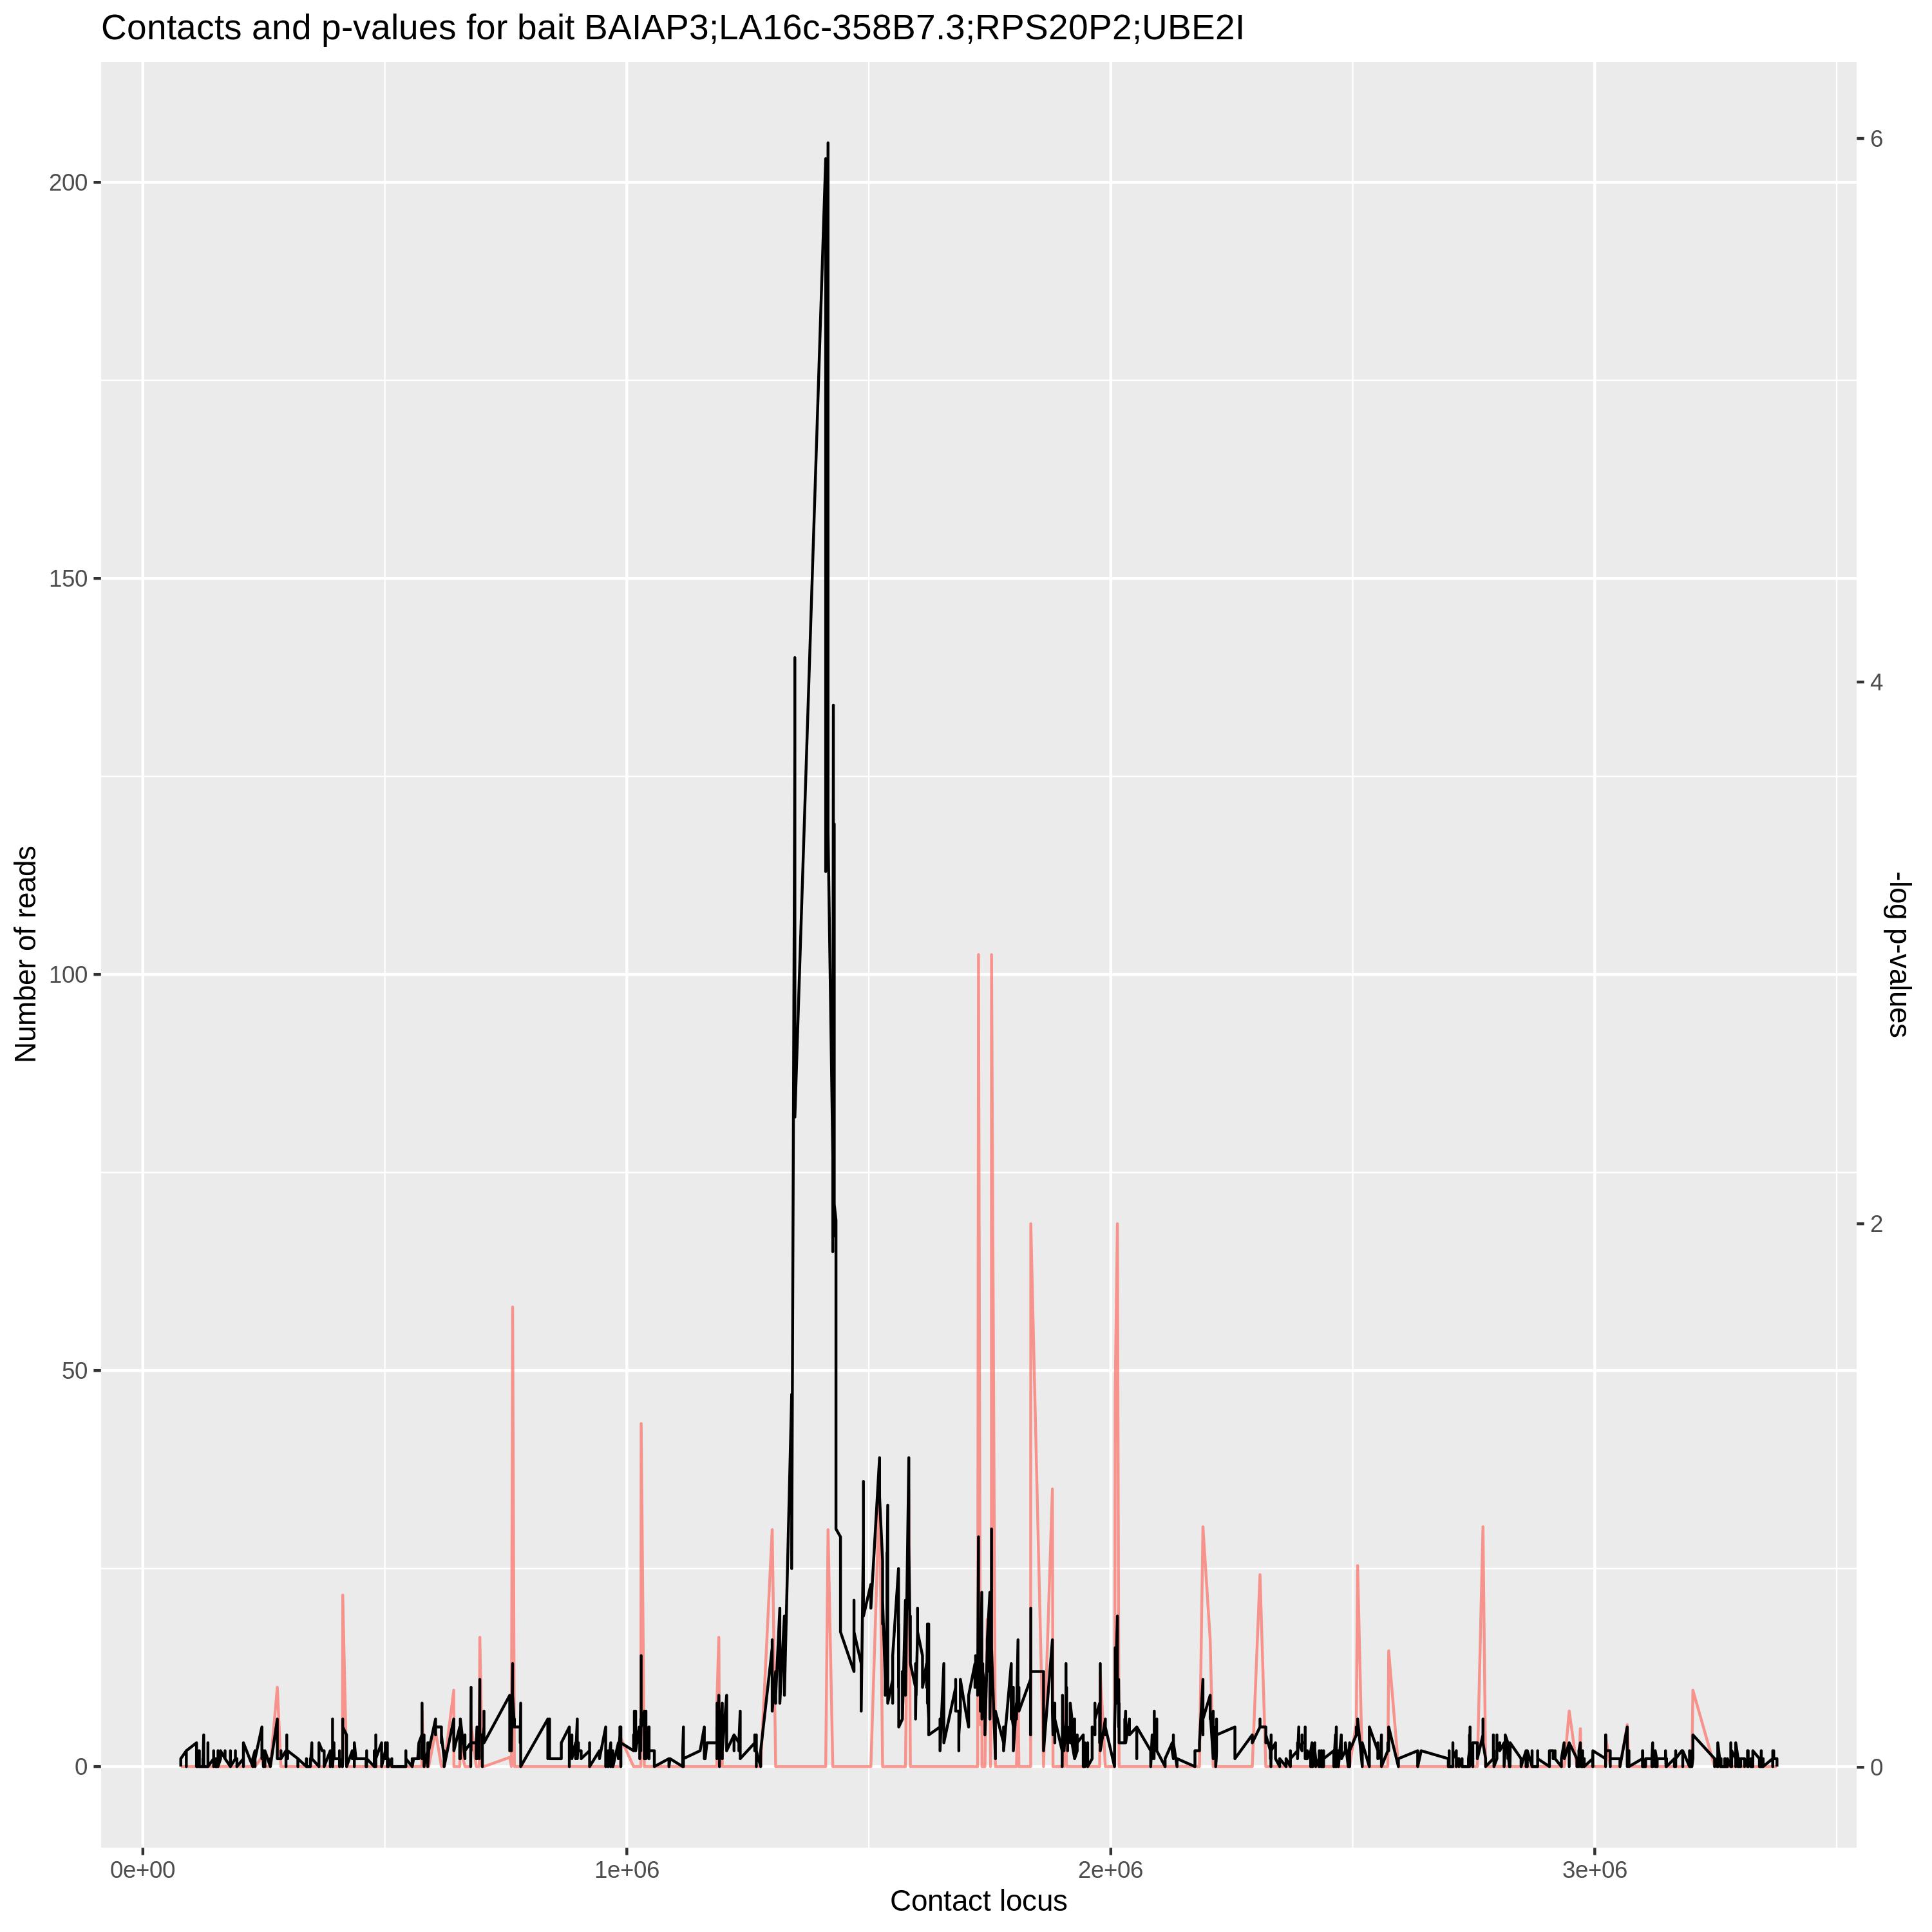 Contacts and p-values for bait BAIAP3;LA16c-358B7.3;RPS20P2;UBE2I
200
150
100
50
0
Number of reads
6
4
2
0
-log p-values
0e+00
1e+06
2e+06
3e+06
Contact locus